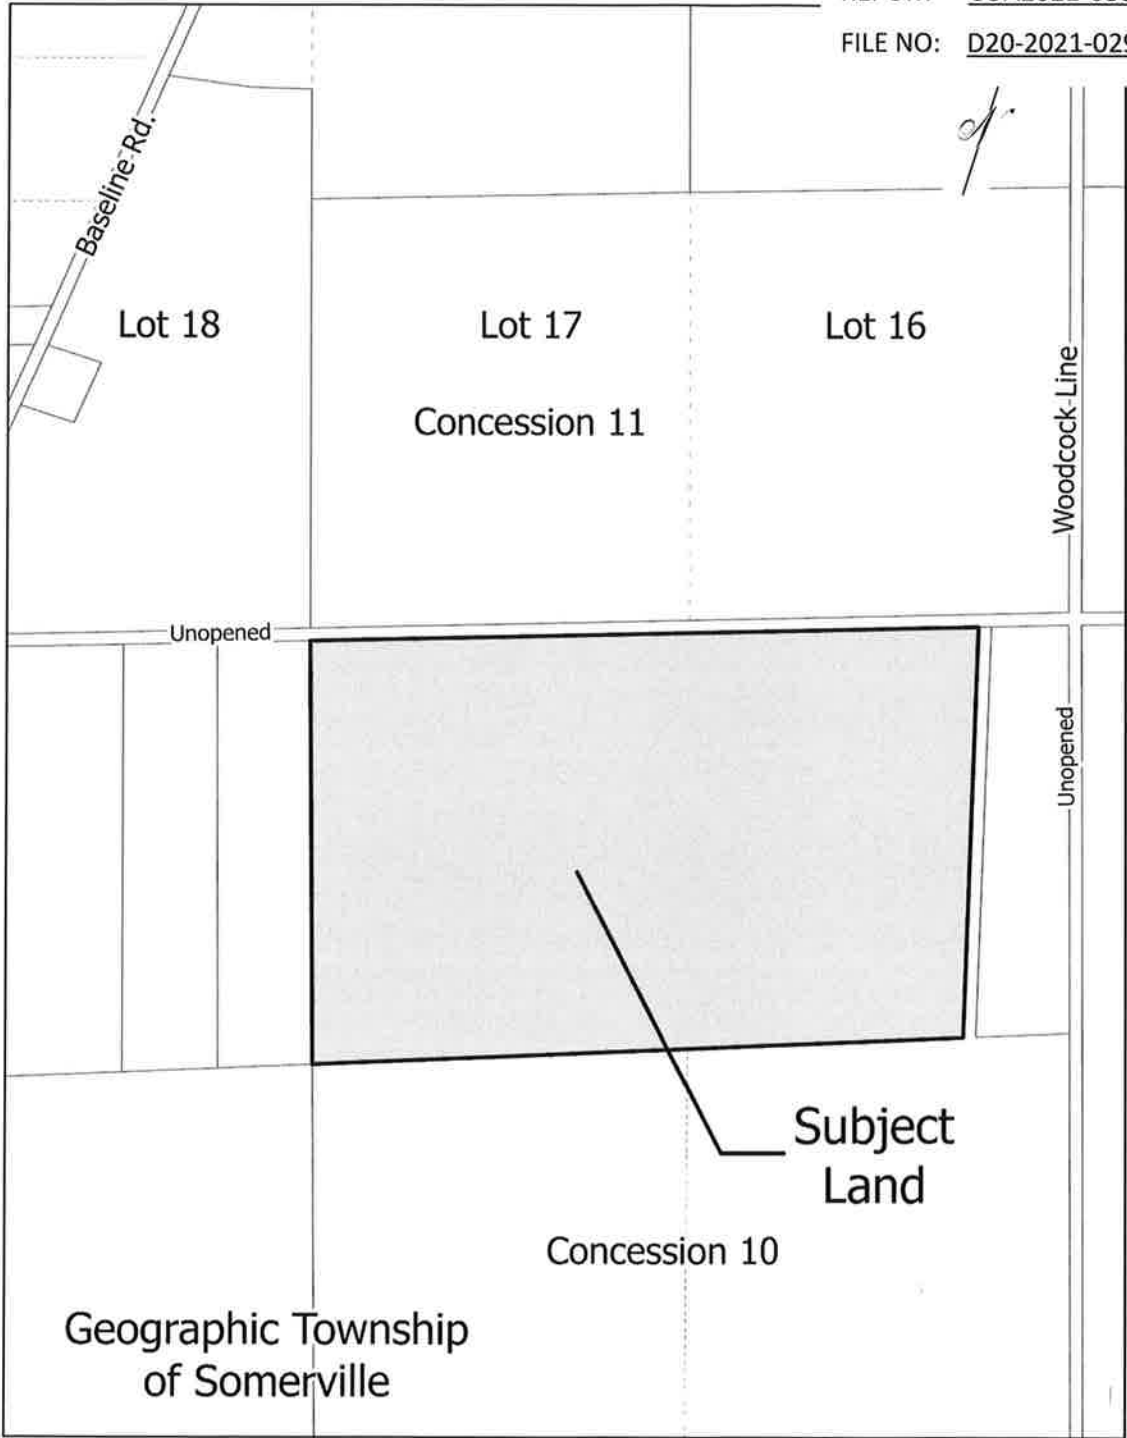 FILE NO: D20-2021-029
Baseline Rd.
Lot 18
Lot 17
Lot 16
Concession 11
Woodcock Line
Unopened
Unopened
Subject
Land
Concession 10
Geographic Township
of Somerville